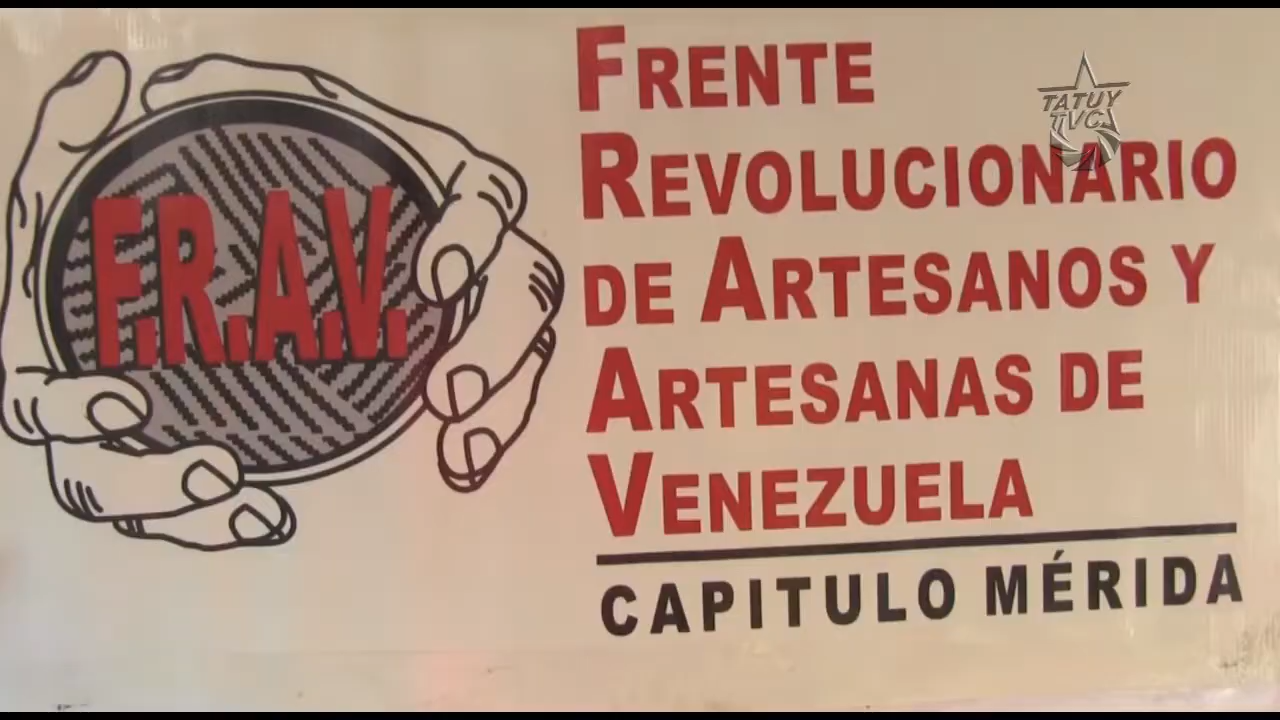 F.R.A.V.
FRENTE
REVOLUCIONARIO
DE ARTESANOS Y
ARTESANAS DE
VENEZUELA
CAPITULO MÉRIDA
TATUY
TVC